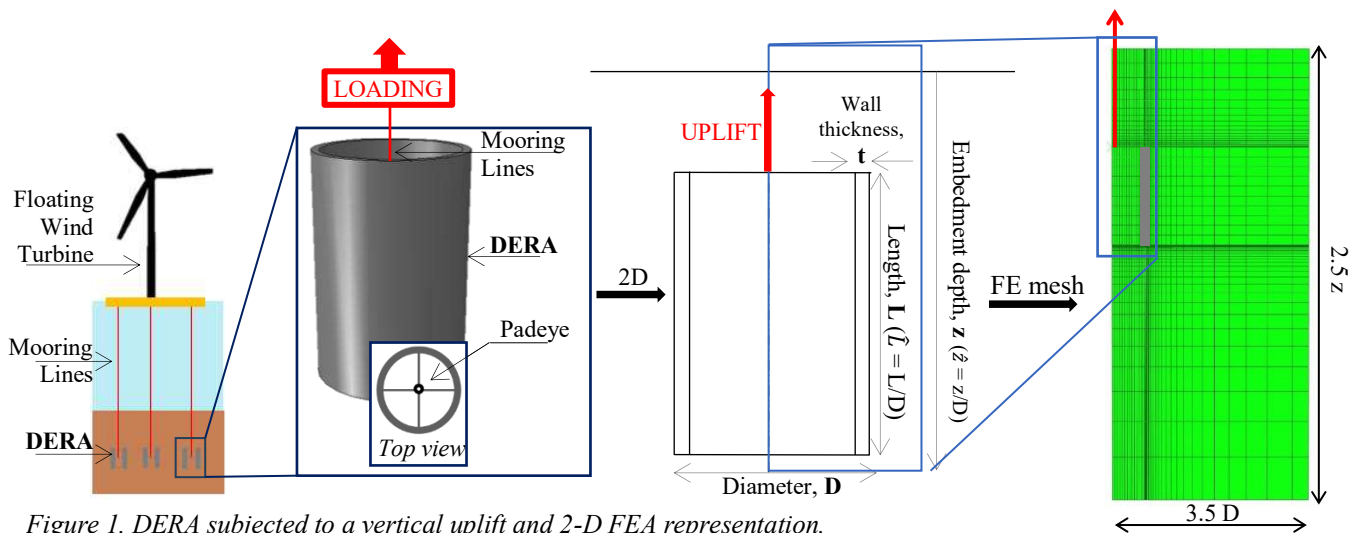 LOADING
Mooring
Lines
Floating
Wind
Turbine
DERA
Padeye
Mooring
Lines
DERA
Top view
2D
UPLIFT
Wall
thickness,
t
Length, L (L̂ = L/D)
Embedment depth, z (ẑ = z/D)
Diameter, D
FE mesh
2.5 z
3.5 D
Figure 1. DERA subjected to a vertical uplift and 2-D FEA representation.